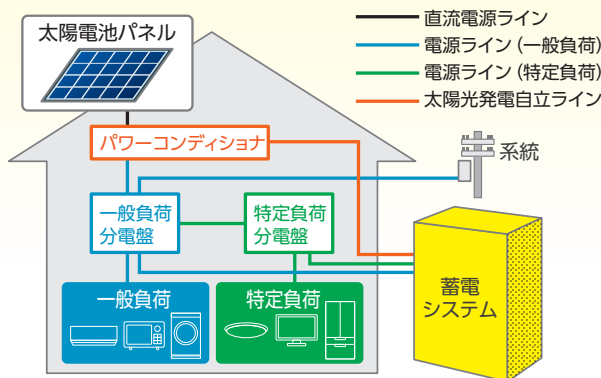 太陽電池パネル
直流電源ライン
電源ライン(一般負荷)
電源ライン(特定負荷)
太陽光発電自立ライン
パワーコンディショナ
系統
一般負荷
分電盤
特定負荷
分電盤
蓄電
システム
一般負荷
特定負荷